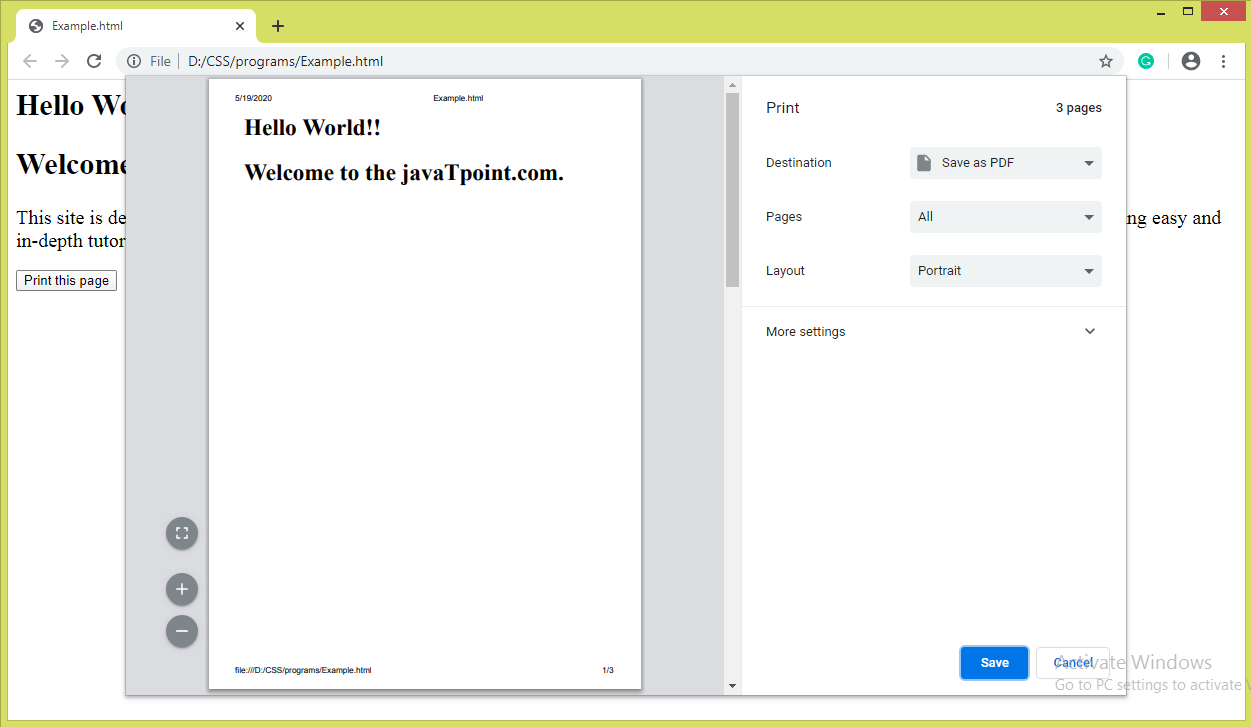 Example.html
File
D:/CSS/programs/Example.html
Hello
Welcome
This site is de
ng easy and
in-depth tutor
Print this page
5/19/2020
Example.html
Hello World!!
Welcome to the javaTpoint.com.
file:///D:/CSS/programs/Example.html
1/3
Print
3 pages
Destination
Save as PDF
Pages
All
Layout
Portrait
More settings
Save
Cancel
Activate Windows
Go to PC settings to activate